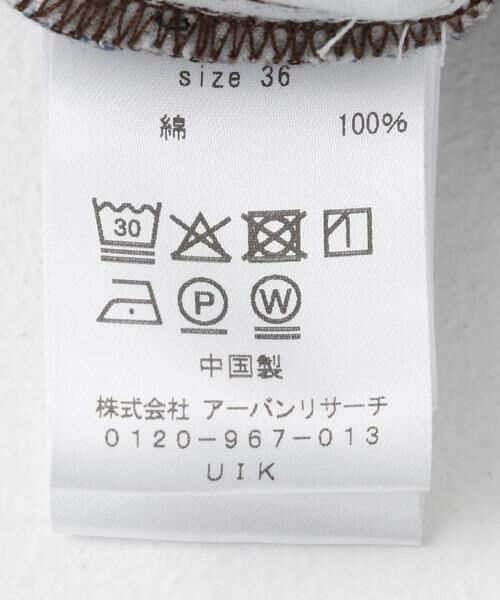 size 36
綿 100%
30
P W
中国製
株式会社 アーバンリサーチ
0120-967-013
UIK